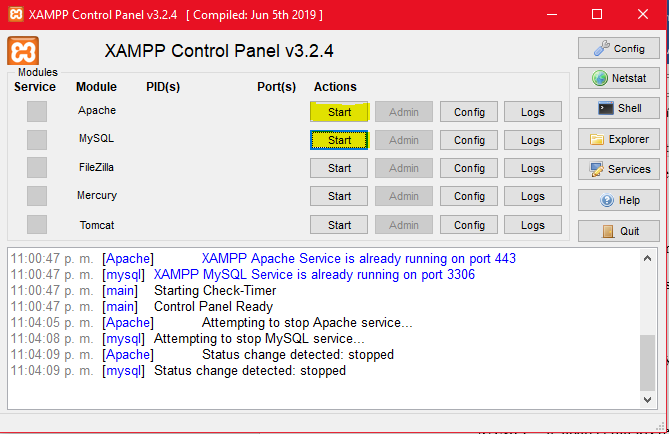 XAMPP Control Panel v3.2.4 [ Compiled: Jun 5th 2019 ]
XAMPP Control Panel v3.2.4
Config
Modules
Service Module PID(s) Port(s) Actions
Netstat
Apache Start Admin Config Logs
Shell
MySQL Start Admin Config Logs
Explorer
FileZilla Start Admin Config Logs
Services
Mercury Start Admin Config Logs
Help
Tomcat Start Admin Config Logs
Quit
11:00:47 p. m. [Apache] XAMPP Apache Service is already running on port 443
11:00:47 p. m. [mysql] XAMPP MySQL Service is already running on port 3306
11:00:47 p. m. [main] Starting Check-Timer
11:00:47 p. m. [main] Control Panel Ready
11:04:05 p. m. [Apache] Attempting to stop Apache service...
11:04:08 p. m. [mysql] Attempting to stop MySQL service...
11:04:09 p. m. [Apache] Status change detected: stopped
11:04:09 p. m. [mysql] Status change detected: stopped